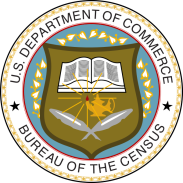 U.S. DEPARTMENT OF COMMERCE
BUREAU OF THE CENSUS